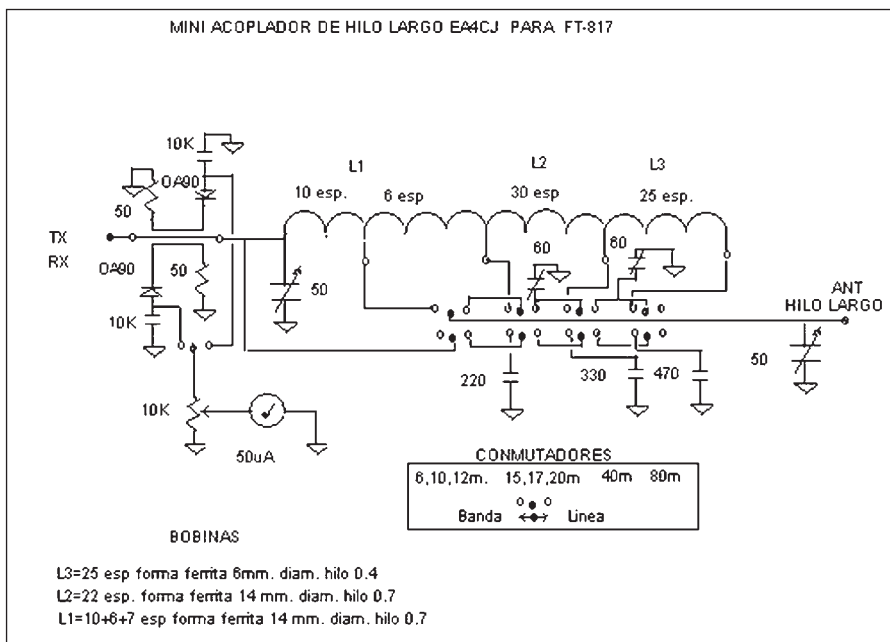 MINI ACOPLADOR DE HILO LARGO EA4CJ PARA FT-817
10K
OA90
50
TX
RX
OA90
50
10K
10K
50uA
L1
L2
L3
10 esp.
6 esp
30 esp
25 esp.
50
60
60
ANT
HILO LARGO
50
220
330
470
CONMUTADORES
6,10,12m. 15,17,20m 40m 80m
Banda Linea
BOBINAS
L3=25 esp forma ferrita 6mm. diam. hilo 0.4
L2=22 esp. forma ferrita 14 mm. diam. hilo 0.7
L1=10+6+7 esp forma ferrita 14 mm. diam. hilo 0.7